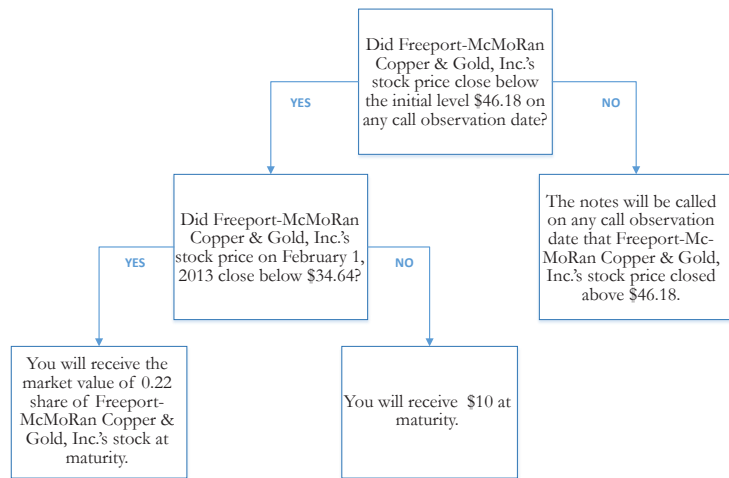 Did Freeport-McMoRan
Copper & Gold, Inc.'s
stock price close below
the initial level $46.18 on
any call observation date?
YES
NO
Did Freeport-McMoRan
Copper & Gold, Inc.'s
stock price on February 1,
2013 close below $34.64?
The notes will be called
on any call observation
date that Freeport-Mc-
MoRan Copper & Gold,
Inc.'s stock price closed
above $46.18.
YES
NO
You will receive the
market value of 0.22
share of Freeport-
McMoRan Copper &
Gold, Inc.'s stock at
maturity.
You will receive $10 at
maturity.